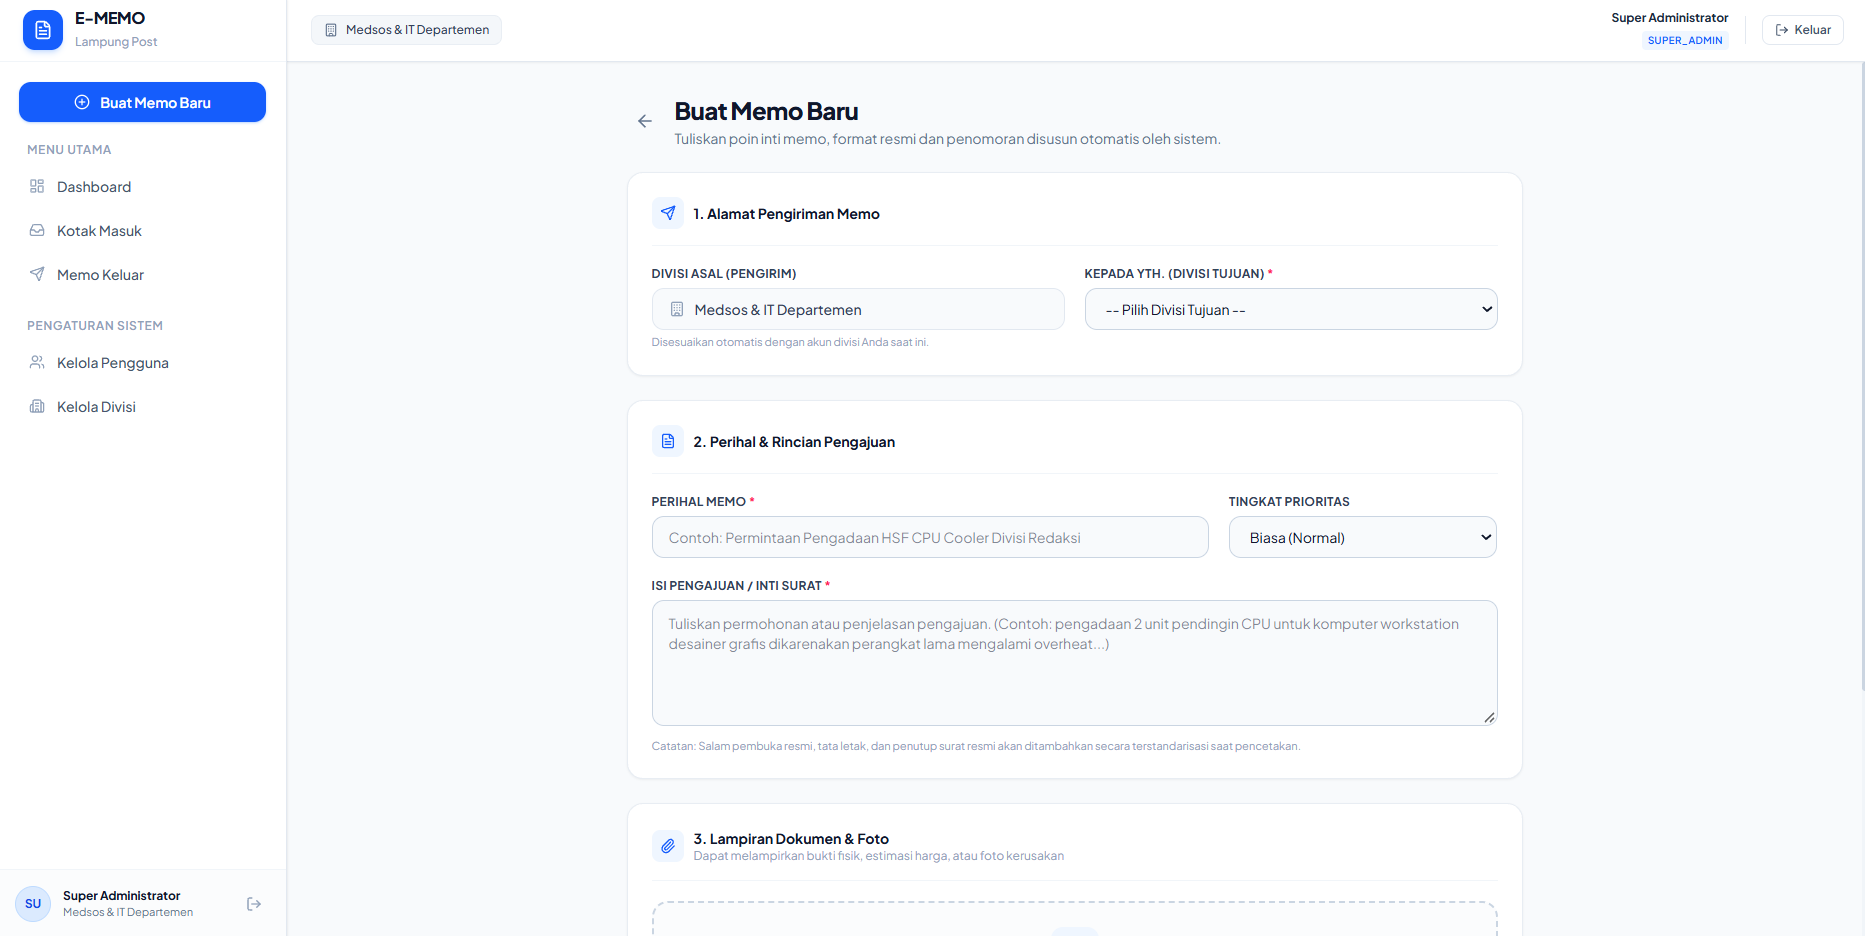 E-MEMO
Lampung Post
Buat Memo Baru
MENU UTAMA
Dashboard
Kotak Masuk
Memo Keluar
PENGATURAN SISTEM
Kelola Pengguna
Kelola Divisi
SU
Super Administrator
Medsos & IT Departemen
Medsos & IT Departemen
Super Administrator
SUPER_ADMIN
Keluar
Buat Memo Baru
Tuliskan poin inti memo, format resmi dan penomoran disusun otomatis oleh sistem.
1. Alamat Pengiriman Memo
DIVISI ASAL (PENGIRIM)
Medsos & IT Departemen
Disesuaikan otomatis dengan akun divisi Anda saat ini.
KEPADA YTH. (DIVISI TUJUAN) *
-- Pilih Divisi Tujuan --
2. Perihal & Rincian Pengajuan
PERIHAL MEMO *
Contoh: Permintaan Pengadaan HSF CPU Cooler Divisi Redaksi
TINGKAT PRIORITAS
Biasa (Normal)
ISI PENGAJUAN / INTI SURAT *
Tuliskan permohonan atau penjelasan pengajuan. (Contoh: pengadaan 2 unit pendingin CPU untuk komputer workstation
desainer grafis dikarenakan perangkat lama mengalami overheat...)
Catatan: Salam pembuka resmi, tata letak, dan penutup surat resmi akan ditambahkan secara terstandarisasi saat pencetakan.
3. Lampiran Dokumen & Foto
Dapat melampirkan bukti fisik, estimasi harga, atau foto kerusakan